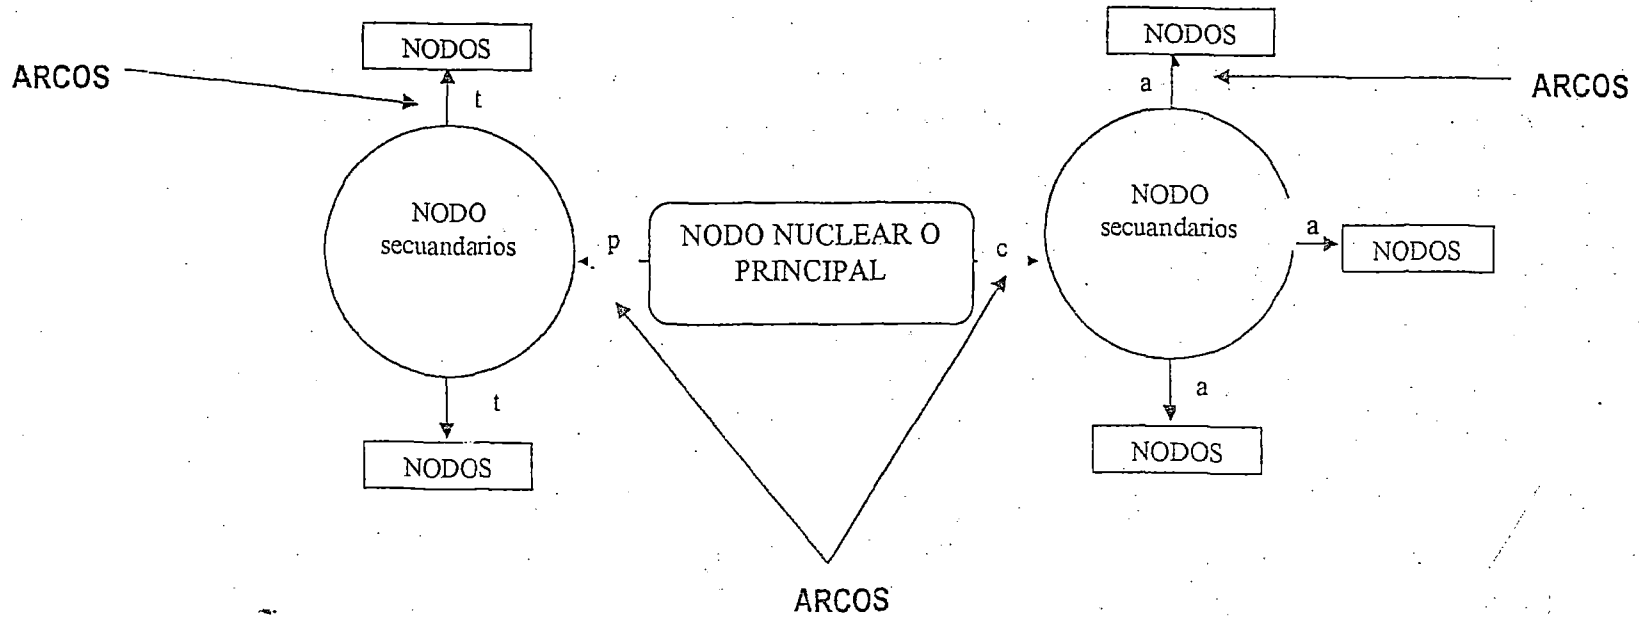 NODOS
NODOS
ARCOS
t
a
ARCOS
NODO
secuandarios
NODO
secuandarios
p
NODO NUCLEAR O
PRINCIPAL
c
a
NODOS
t
a
NODOS
NODOS
ARCOS